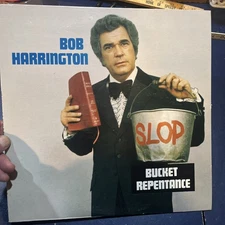 BOB
HARRINGTON
SLOP
BUCKET
REPENTANCE